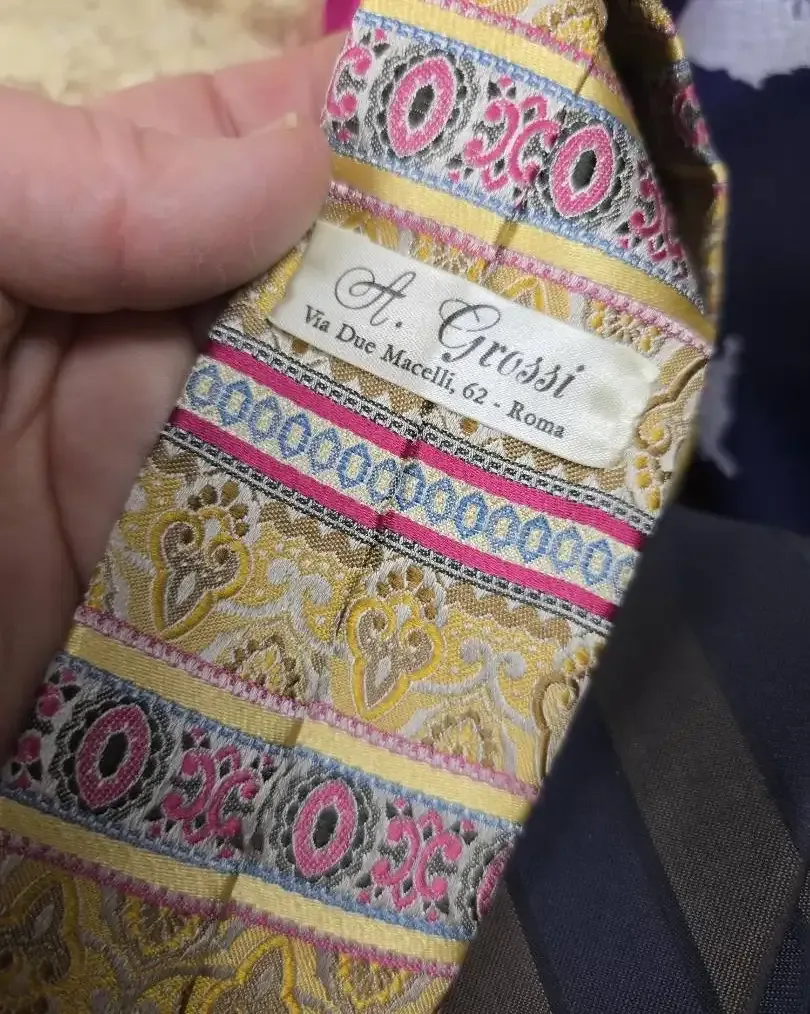 A. Grossi
Via Due Macelli, 62 - Roma